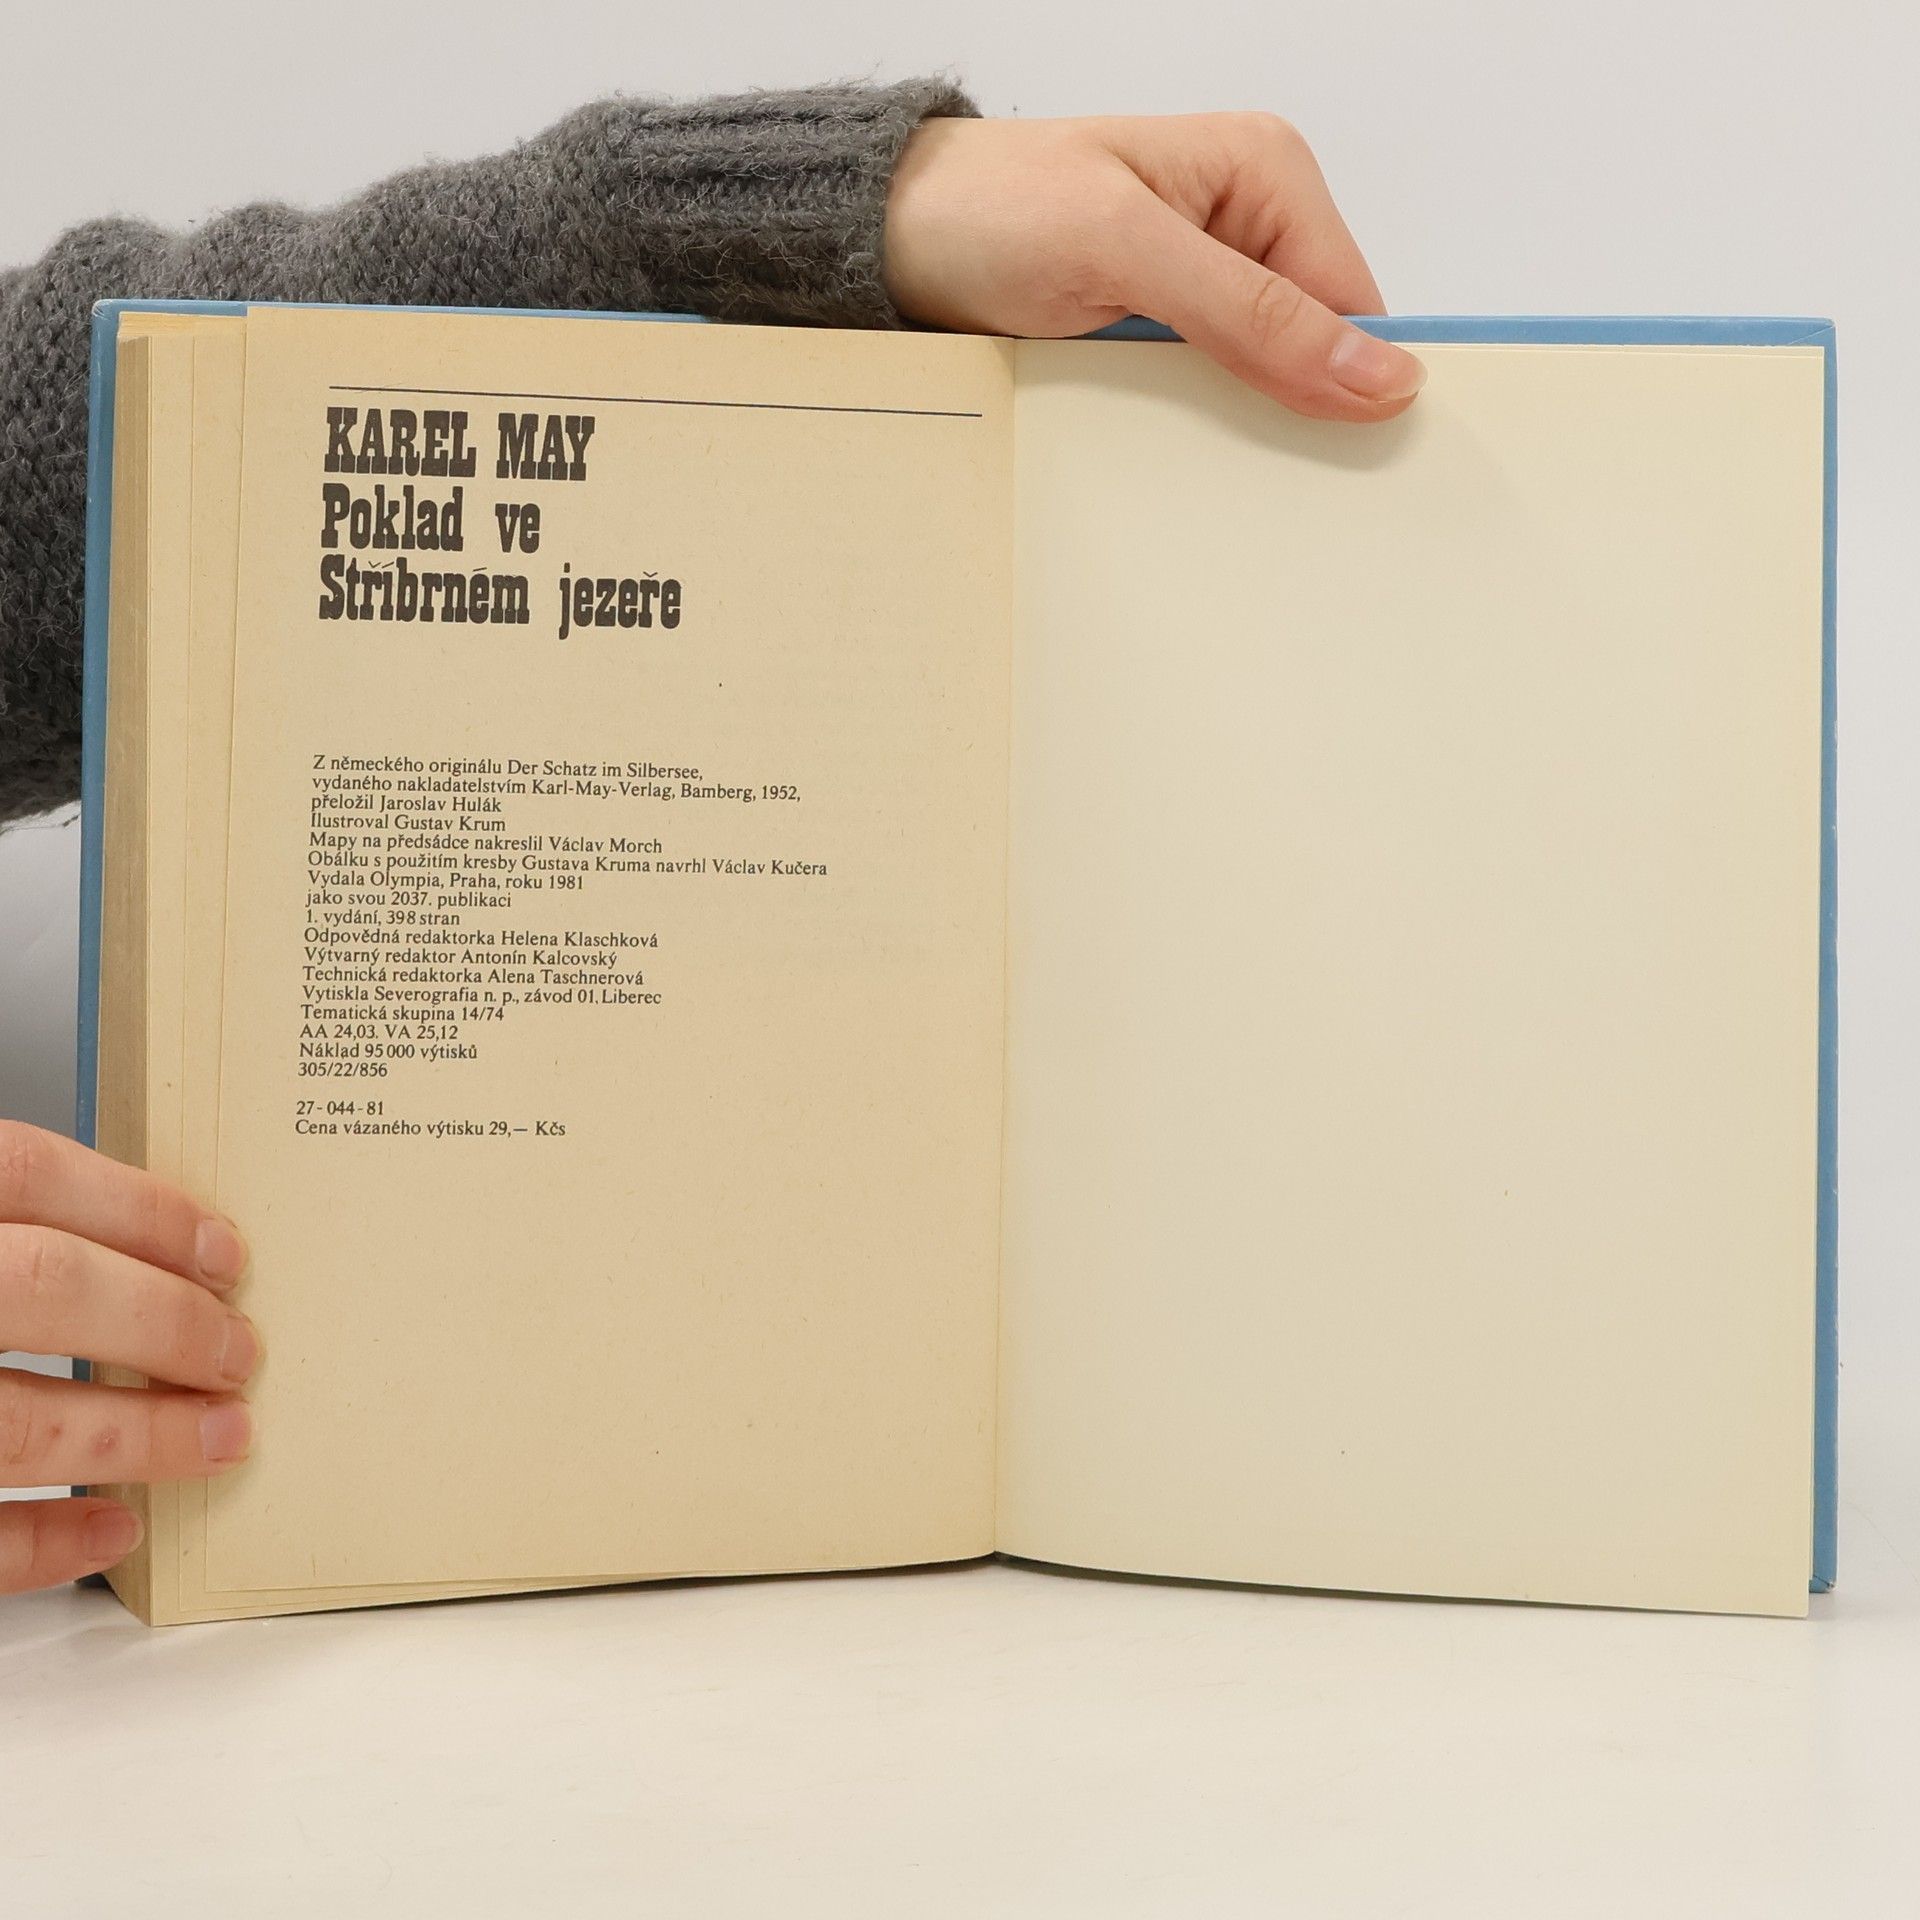 KAREL MAY
Poklad ve
Stříbrném jezeře
Z německého originálu Der Schatz im Silbersee,
vydaného nakladatelstvím Karl-May-Verlag, Bamberg, 1952,
přeložil Jaroslav Hulák
Ilustroval Gustav Krum
Mapy na předsádce nakreslil Václav Morch
Obálku s použitím kresby Gustava Kruma navrhl Václav Kučera
Vydala Olympia, Praha, roku 1981
jako svou 2037. publikaci
1. vydání, 398 stran
Odpovědná redaktorka Helena Klaschková
Výtvarný redaktor Antonín Kalcovský
Technická redaktorka Alena Taschnerová
Vytiskla Severografia n. p., závod 01, Liberec
Tematická skupina 14/74
AA 24,03. VA 25,12
Náklad 95 000 výtisků
305/22/856
27 - 044 - 81
Cena vázaného výtisku 29,— Kčs